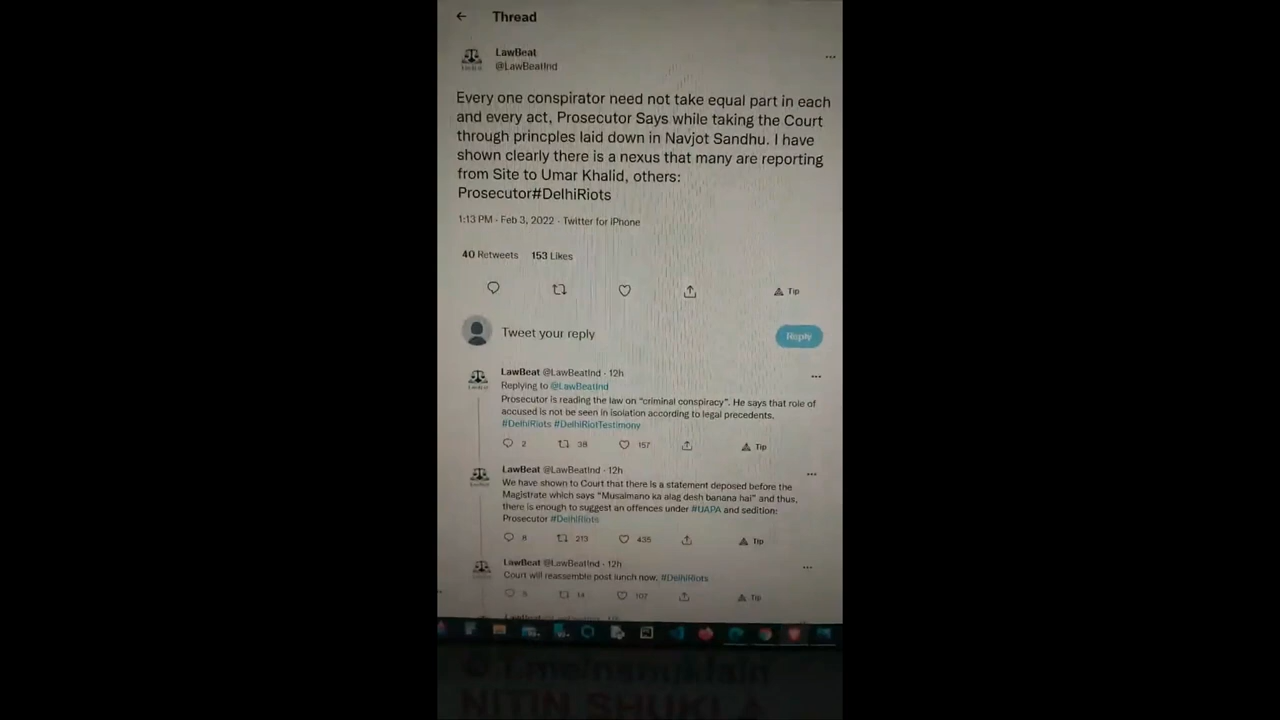 Thread
LawBeat
@LawBeatInd
Every one conspirator need not take equal part in each
and every act, Prosecutor Says while taking the Court
through princples laid down in Navjot Sandhu. I have
shown clearly there is a nexus that many are reporting
from Site to Umar Khalid, others:
Prosecutor#DelhiRiots
1:13 PM · Feb 3, 2022 · Twitter for iPhone
40 Retweets 153 Likes
Tip
Tweet your reply
Reply
LawBeat @LawBeatInd · 12h
Replying to @LawBeatInd
Prosecutor is reading the law on "criminal conspiracy". He says that role of
accused is not be seen in isolation according to legal precedents.
#DelhiRiots #DelhiRiotTestimony
2 38 157 Tip
LawBeat @LawBeatInd · 12h
We have shown to Court that there is a statement deposed before the
Magistrate which says "Musalmano ka alag desh banana hai" and thus,
there is enough to suggest an offences under #UAPA and sedition:
Prosecutor #DelhiRiots
8 213 435 Tip
LawBeat @LawBeatInd · 12h
Court will reassemble post lunch now. #DelhiRiots
14 107 Tip
NITIN SHUKLA